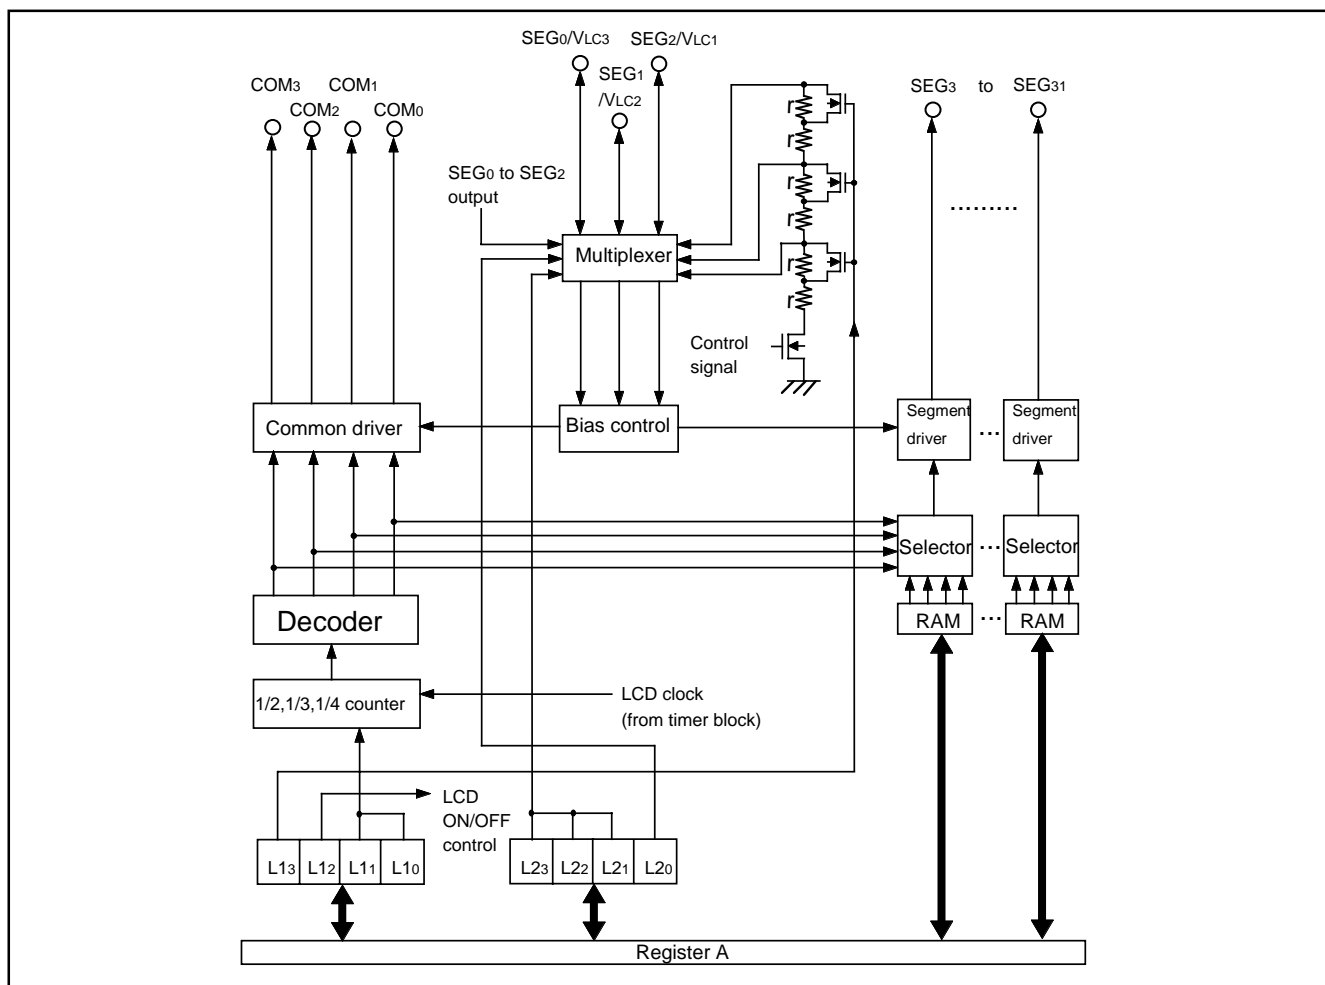 SEG0/VLC3 SEG2/VLC1
SEG1
/VLC2
COM3 COM1
COM2 COM0
SEG3 to SEG31
SEG0 to SEG2
output
r
r
r
r
r
r
Multiplexer
Control
signal
.........
Common driver
Bias control
Segment
driver
...
Segment
driver
Selector ... Selector
Decoder
RAM ... RAM
1/2,1/3,1/4 counter
LCD clock
(from timer block)
LCD
ON/OFF
control
L13 L12 L11 L10
L23 L22 L21 L20
Register A